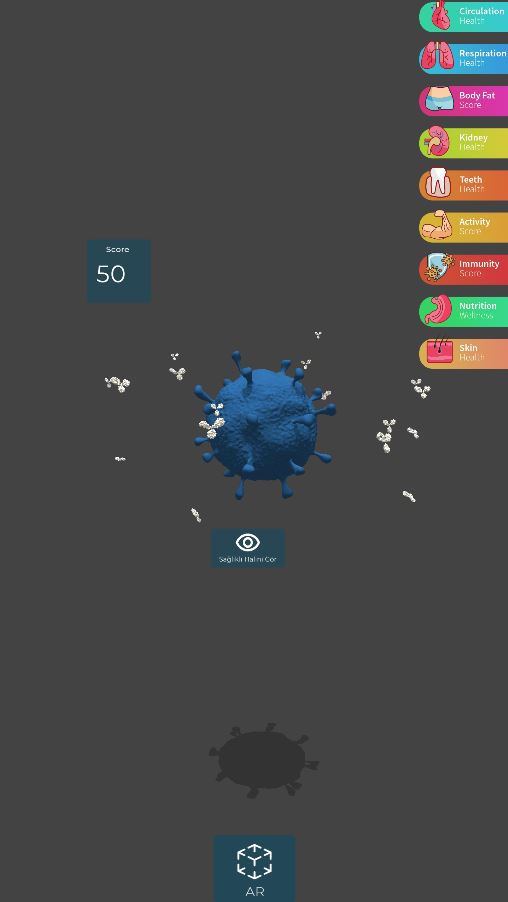 Circulation
Health
Respiration
Health
Body Fat
Score
Kidney
Health
Teeth
Health
Activity
Score
Immunity
Score
Nutrition
Wellness
Skin
Health
Score
50
Sağlıklı Halini Gör
AR